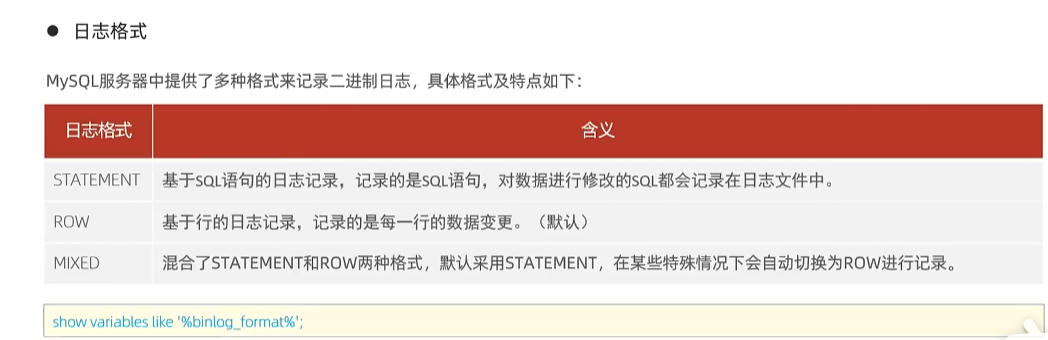 ● 日志格式
MySQL服务器中提供了多种格式来记录二进制日志，具体格式及特点如下：
日志格式 含义
STATEMENT 基于SQL语句的日志记录，记录的是SQL语句，对数据进行修改的SQL都会记录在日志文件中。
ROW 基于行的日志记录，记录的是每一行的数据变更。（默认）
MIXED 混合了STATEMENT和ROW两种格式，默认采用STATEMENT，在某些特殊情况下会自动切换为ROW进行记录。
show variables like '%binlog_format%';